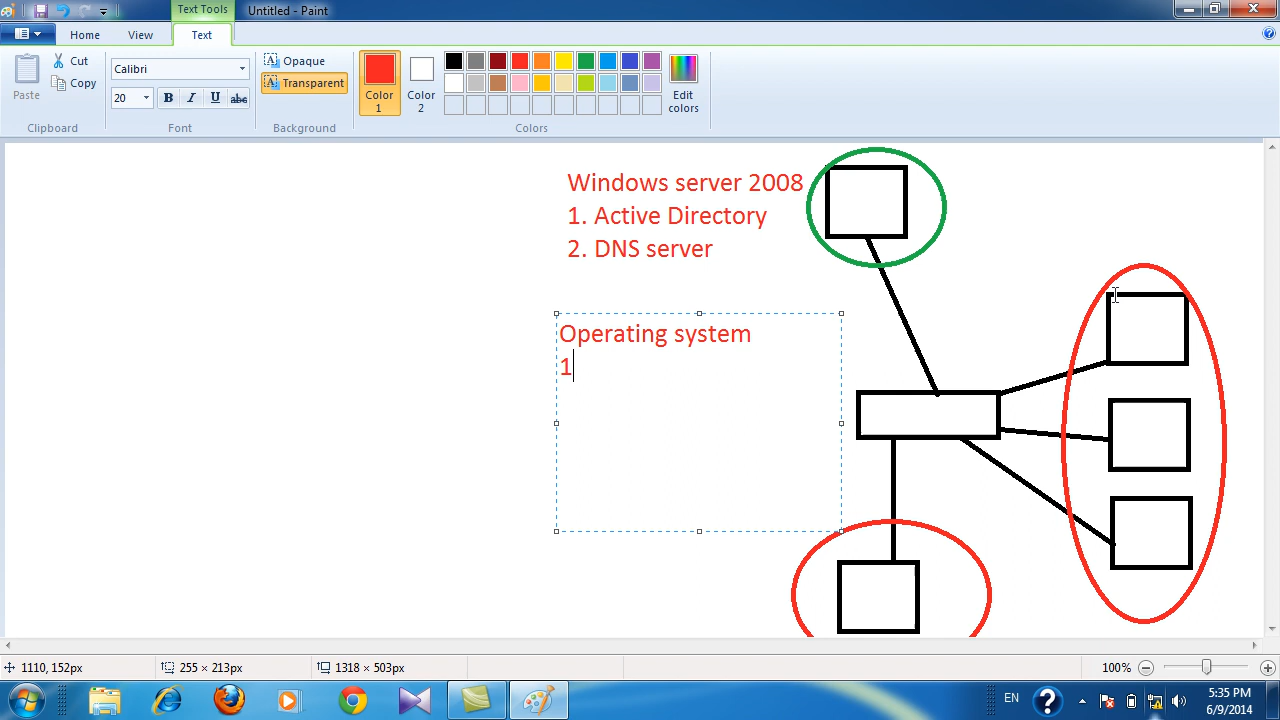 Text Tools
Untitled - Paint
Home
View
Text
Paste
Cut
Copy
Clipboard
Calibri
20
B I U abc
Font
Opaque
Transparent
Background
Color 1
Color 2
Edit colors
Colors
Windows server 2008
1. Active Directory
2. DNS server
Operating system
1
1110, 152px
255 × 213px
1318 × 503px
100%
EN
5:35 PM
6/9/2014